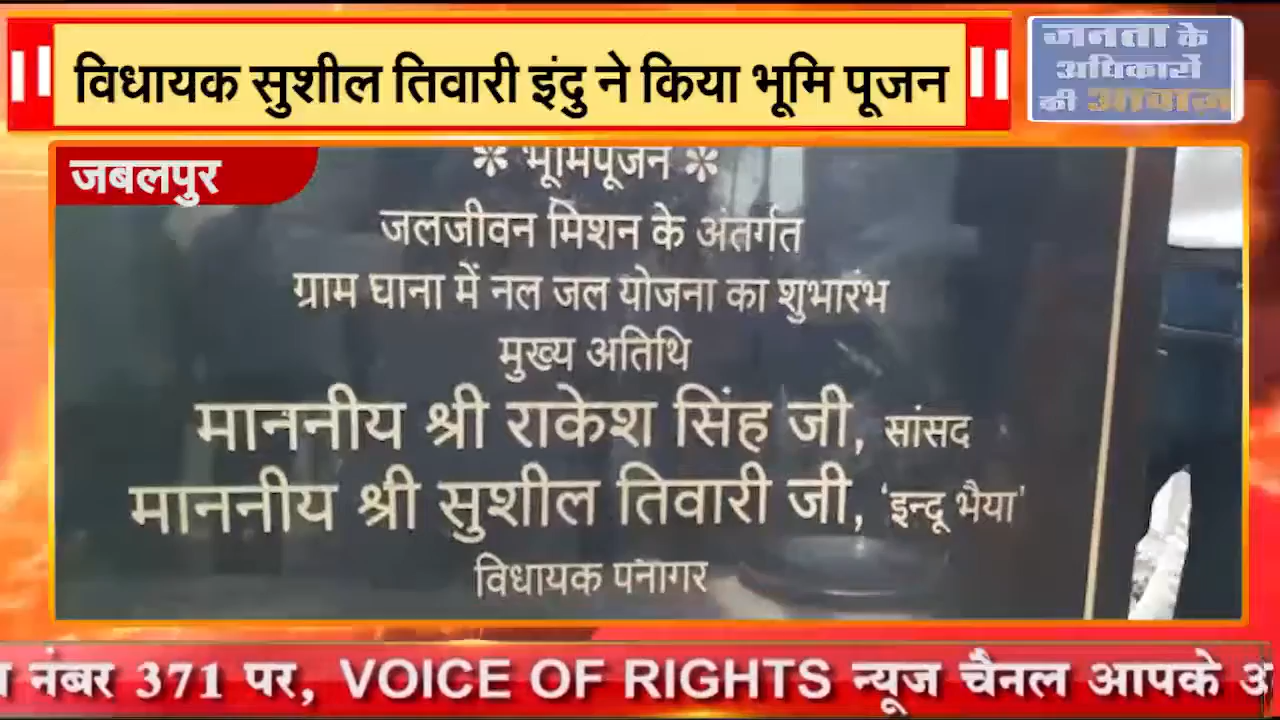 विधायक सुशील तिवारी इंदु ने किया भूमि पूजन
जनता के
अधिकारों
की आवाज़
जबलपुर
भूमिपूजन
जलजीवन मिशन के अंतर्गत
ग्राम घाना में नल जल योजना का शुभारंभ
मुख्य अतिथि
माननीय श्री राकेश सिंह जी, सांसद
माननीय श्री सुशील तिवारी जी, 'इन्दू भैया'
विधायक पनागर
नंबर 371 पर, VOICE OF RIGHTS न्यूज चैनल आपके